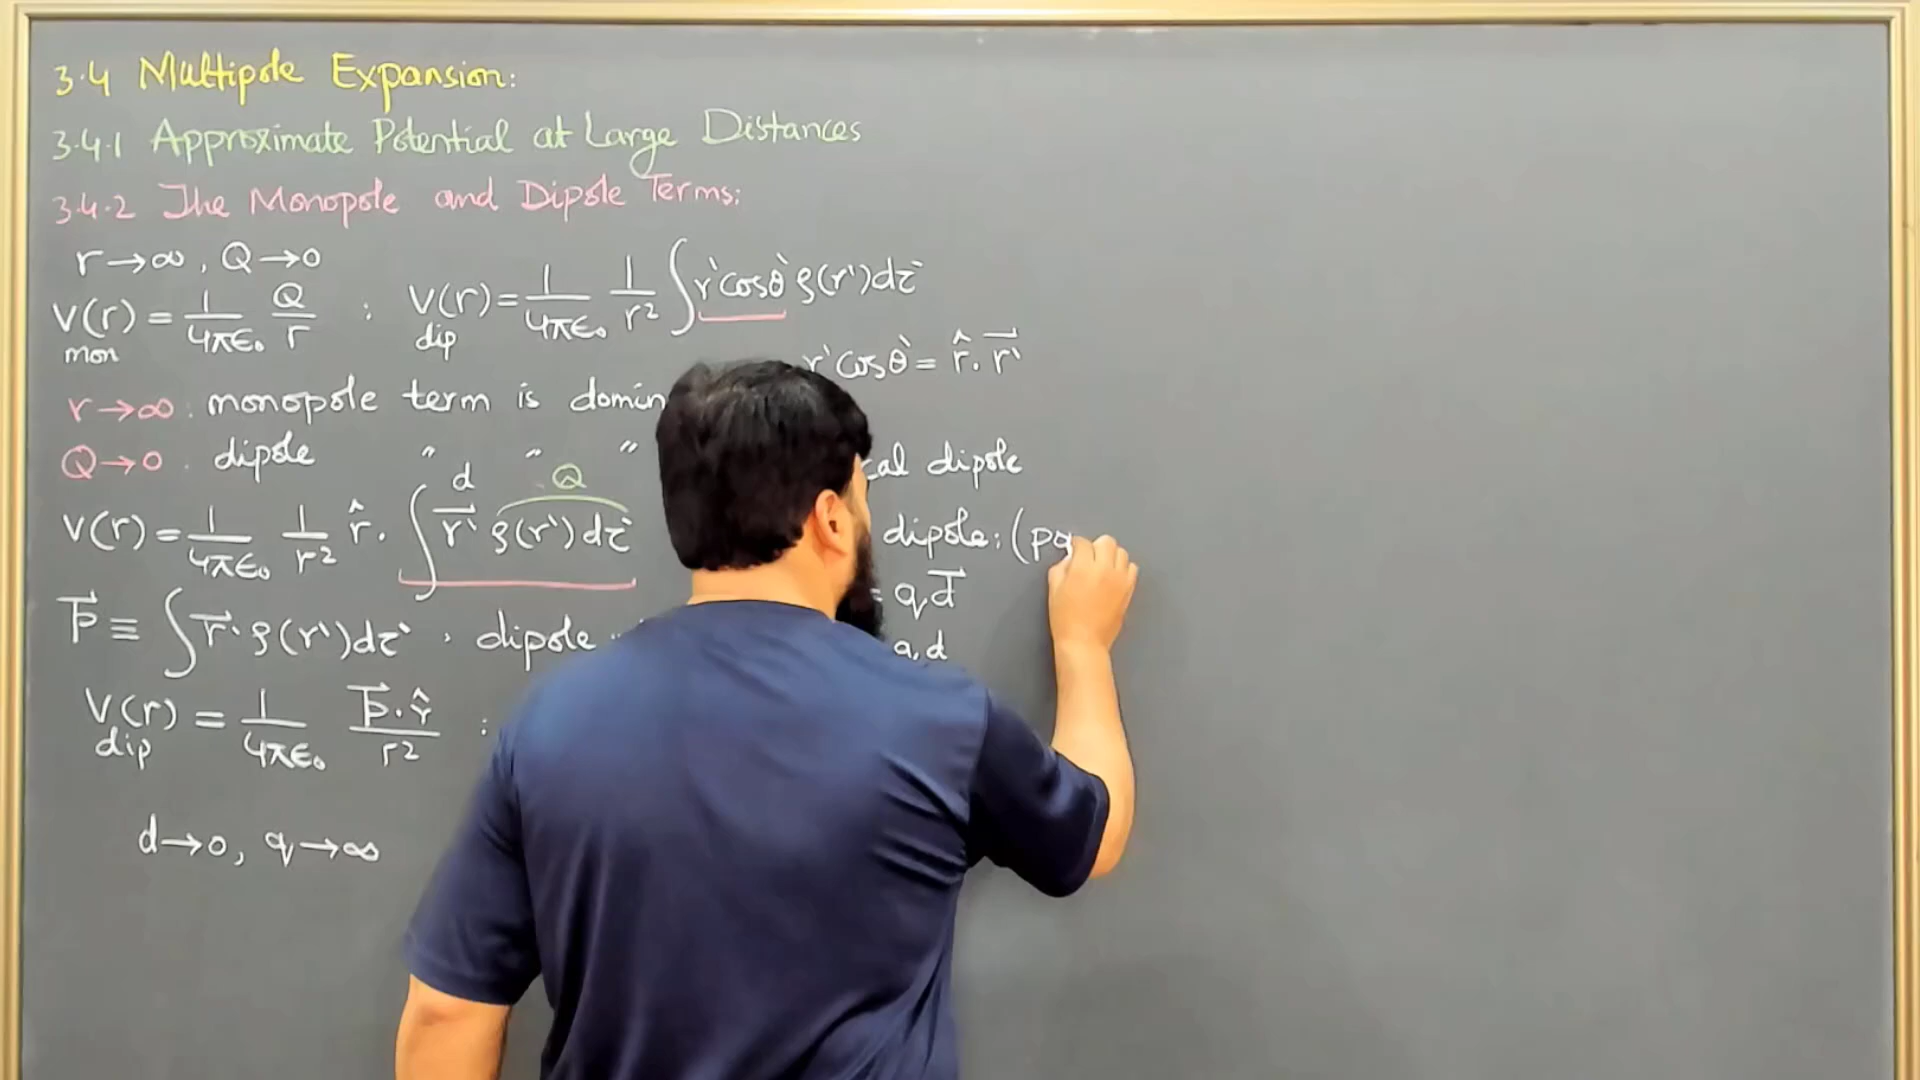 3.4 Multipole Expansion:
3.4.1 Approximate Potential at Large Distances
3.4.2 The Monopole and Dipole Terms:
r→∞, Q→0
V(r) = 1/4πε₀ Q/r : V(r) = 1/4πε₀ 1/r² ∫r'cosθ' ρ(r')dτ'
mon dip
r'cosθ' = r̂.r⃗'
r→∞ . monopole term is domin
Q→0 . dipole " " "
cal dipole
d Q
V(r) = 1/4πε₀ 1/r² r̂. ∫r⃗' ρ(r')dτ'
dipole: (
= qd⃗
P⃗ ≡ ∫r⃗' ρ(r')dτ' , dipole
, d
V(r) = 1/4πε₀ P⃗.r̂/r² :
dip
d→0, q→∞